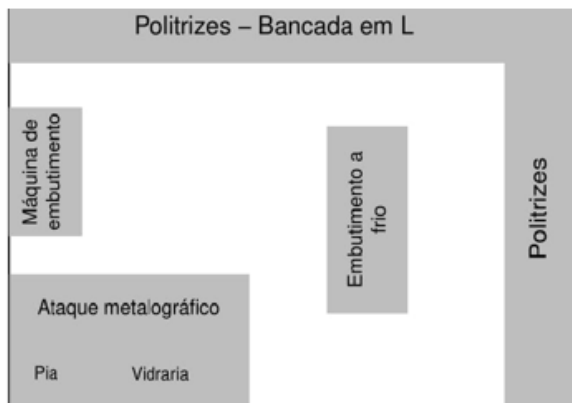 Politrizes – Bancada em L
Máquina de
embutimento
Embutimento a
frio
Politrizes
Ataque metalográfico
Pia
Vidraria